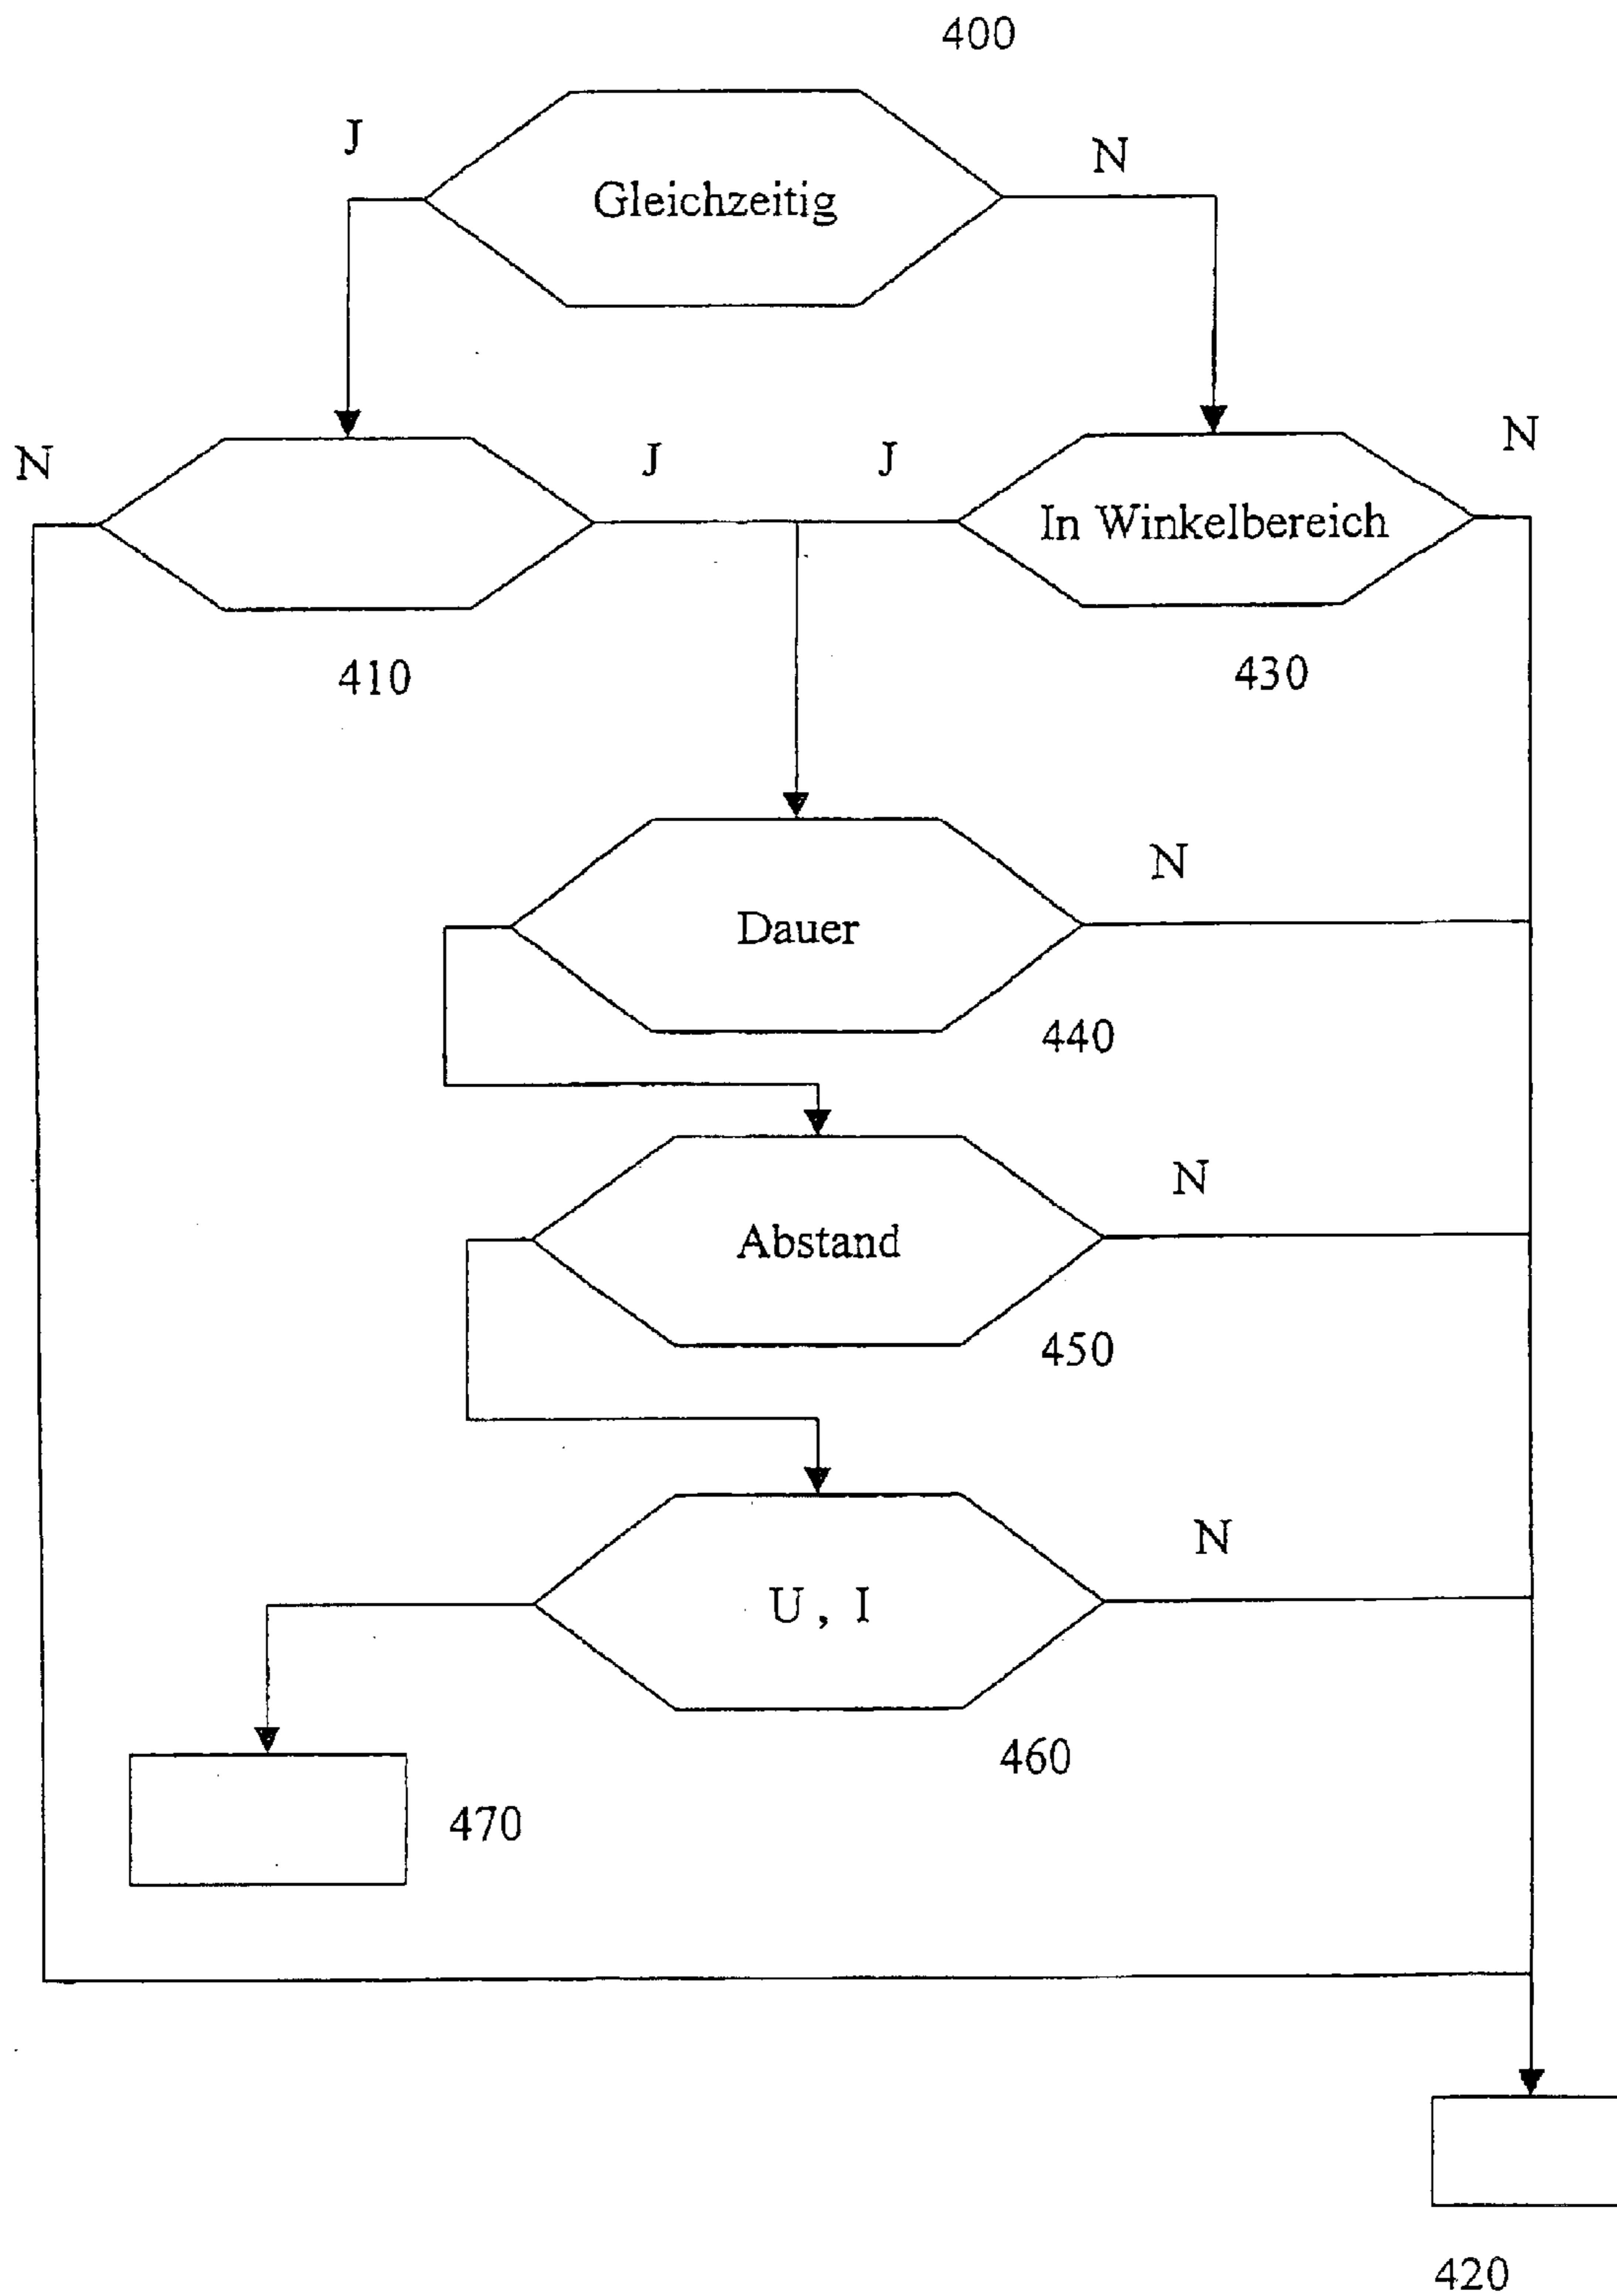 400
J
N
Gleichzeitig
N
J
J
N
In Winkelbereich
410
430
N
Dauer
440
N
Abstand
450
N
U , I
460
470
420